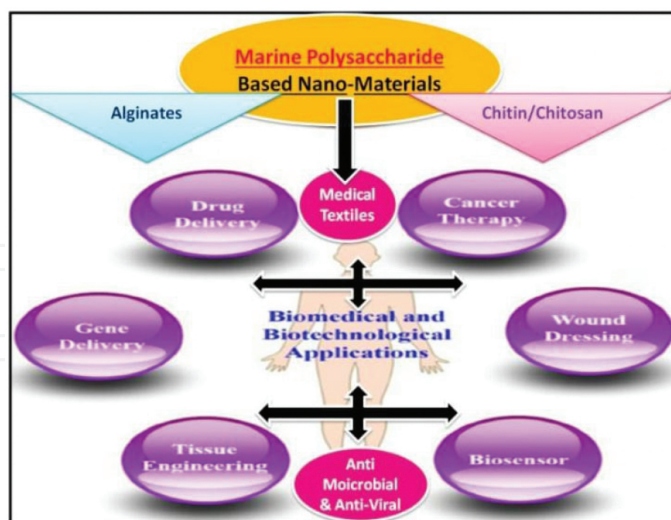 Marine Polysaccharide
Based Nano-Materials
Alginates
Chitin/Chitosan
Medical
Textiles
Drug
Delivery
Cancer
Therapy
Gene
Delivery
Biomedical and
Biotechnological
Applications
Wound
Dressing
Tissue
Engineering
Anti
Moicrobial
& Anti-Viral
Biosensor